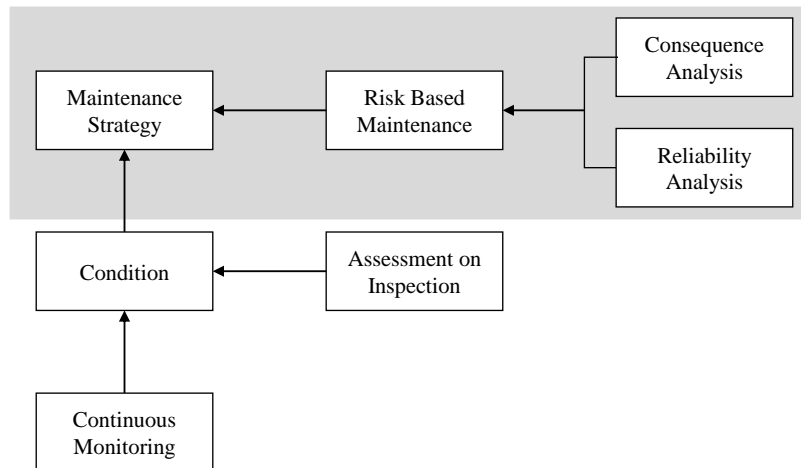 Consequence
Analysis
Maintenance
Strategy
Risk Based
Maintenance
Reliability
Analysis
Condition
Assessment on
Inspection
Continuous
Monitoring